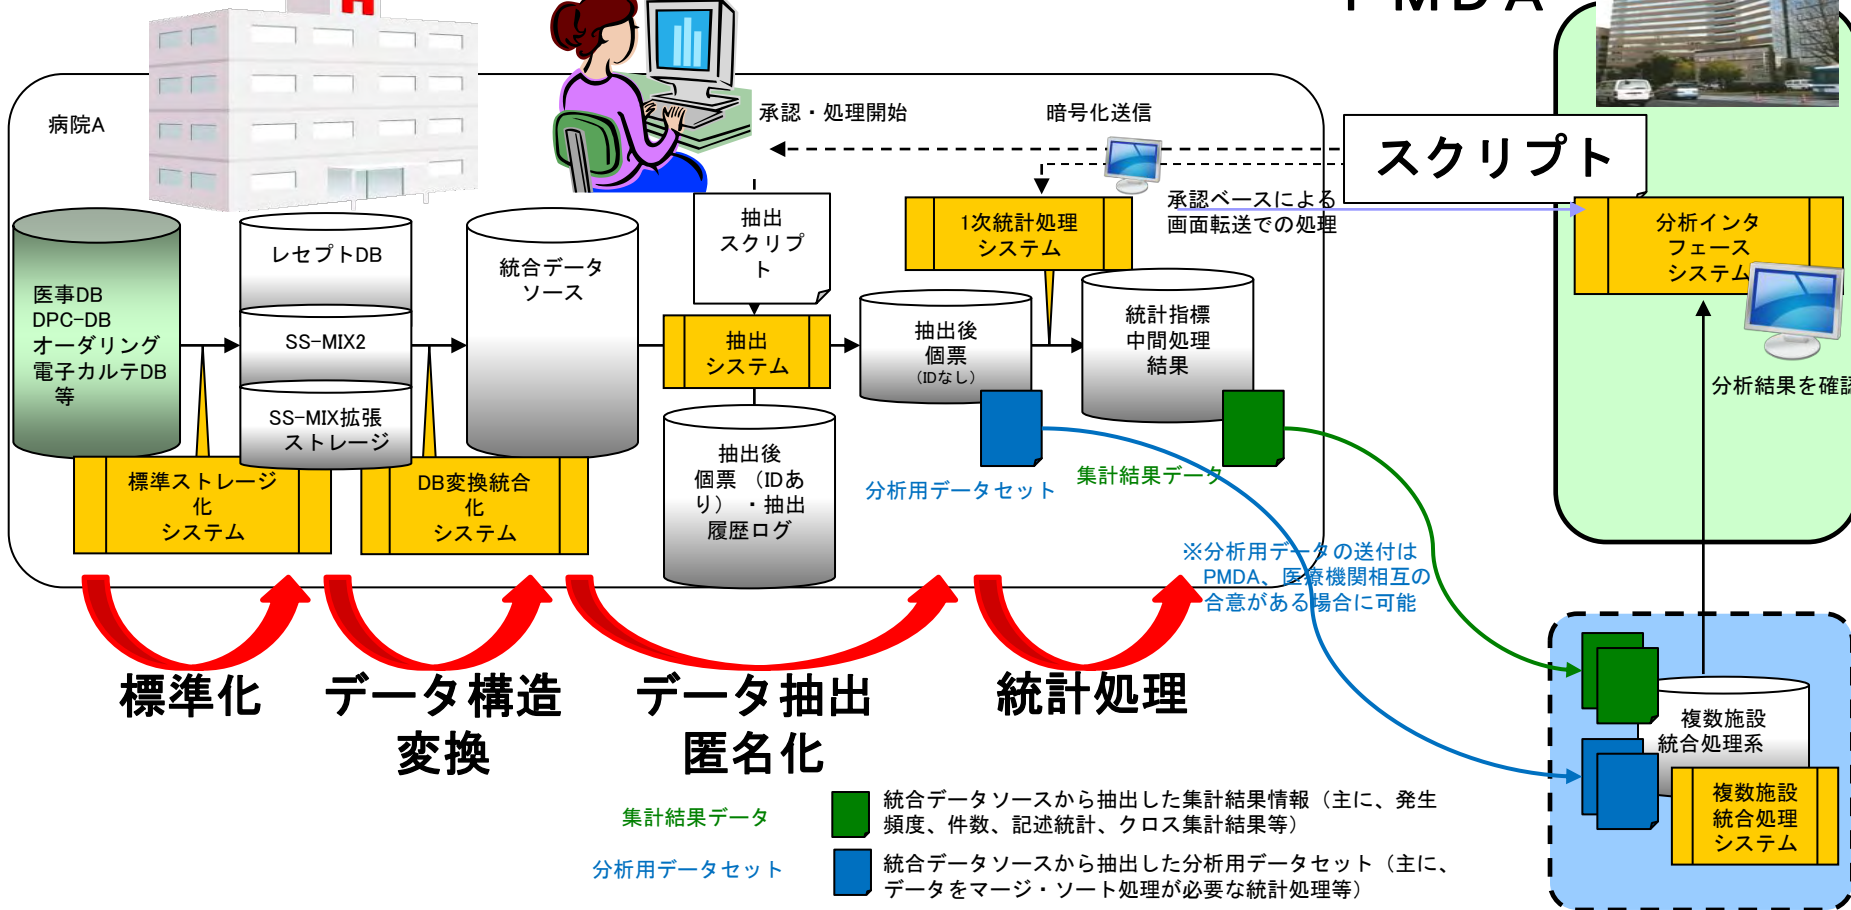 PMDA
病院A
承認・処理開始
暗号化送信
スクリプト
承認ベースによる
画面転送での処理
医事DB
DPC-DB
オーダリング
電子カルテDB
等
レセプトDB
SS-MIX2
SS-MIX拡張
ストレージ
統合データ
ソース
抽出
スクリプ
ト
抽出
システム
抽出後
個票 （IDあ
り） ・抽出
履歴ログ
1次統計処理
システム
抽出後
個票
（IDなし）
統計指標
中間処理
結果
分析インタ
フェース
システム
分析結果を確認
標準ストレージ
化
システム
DB変換統合
化
システム
分析用データセット
集計結果データ
※分析用データの送付は
PMDA、医療機関相互の
合意がある場合に可能
標準化
データ構造
変換
データ抽出
匿名化
統計処理
複数施設
統合処理系
複数施設
統合処理
システム
集計結果データ
統合データソースから抽出した集計結果情報（主に、発生
頻度、件数、記述統計、クロス集計結果等）
分析用データセット
統合データソースから抽出した分析用データセット（主に、
データをマージ・ソート処理が必要な統計処理等）